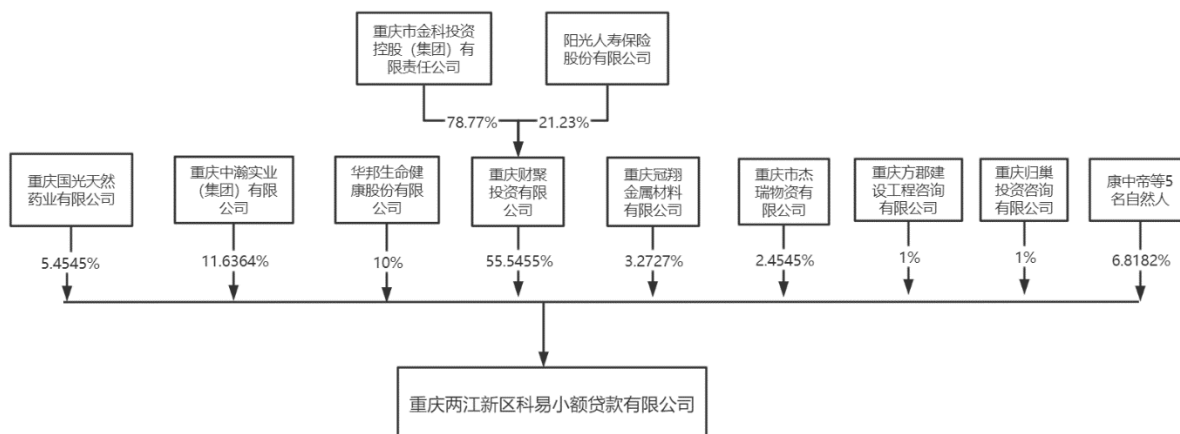 重庆市金科投资
控股（集团）有
限责任公司
阳光人寿保险
股份有限公司
78.77%
21.23%
重庆国光天然
药业有限公司
重庆中瀚实业
（集团）有限公
司
华邦生命健
康股份有限
公司
重庆财聚
投资有限
公司
重庆冠翔
金属材料
有限公司
重庆市杰
瑞物资有
限公司
重庆方郡建
设工程咨询
有限公司
重庆归巢
投资咨询
有限公司
康中帝等5
名自然人
5.4545%
11.6364%
10%
55.5455%
3.2727%
2.4545%
1%
1%
6.8182%
重庆两江新区科易小额贷款有限公司